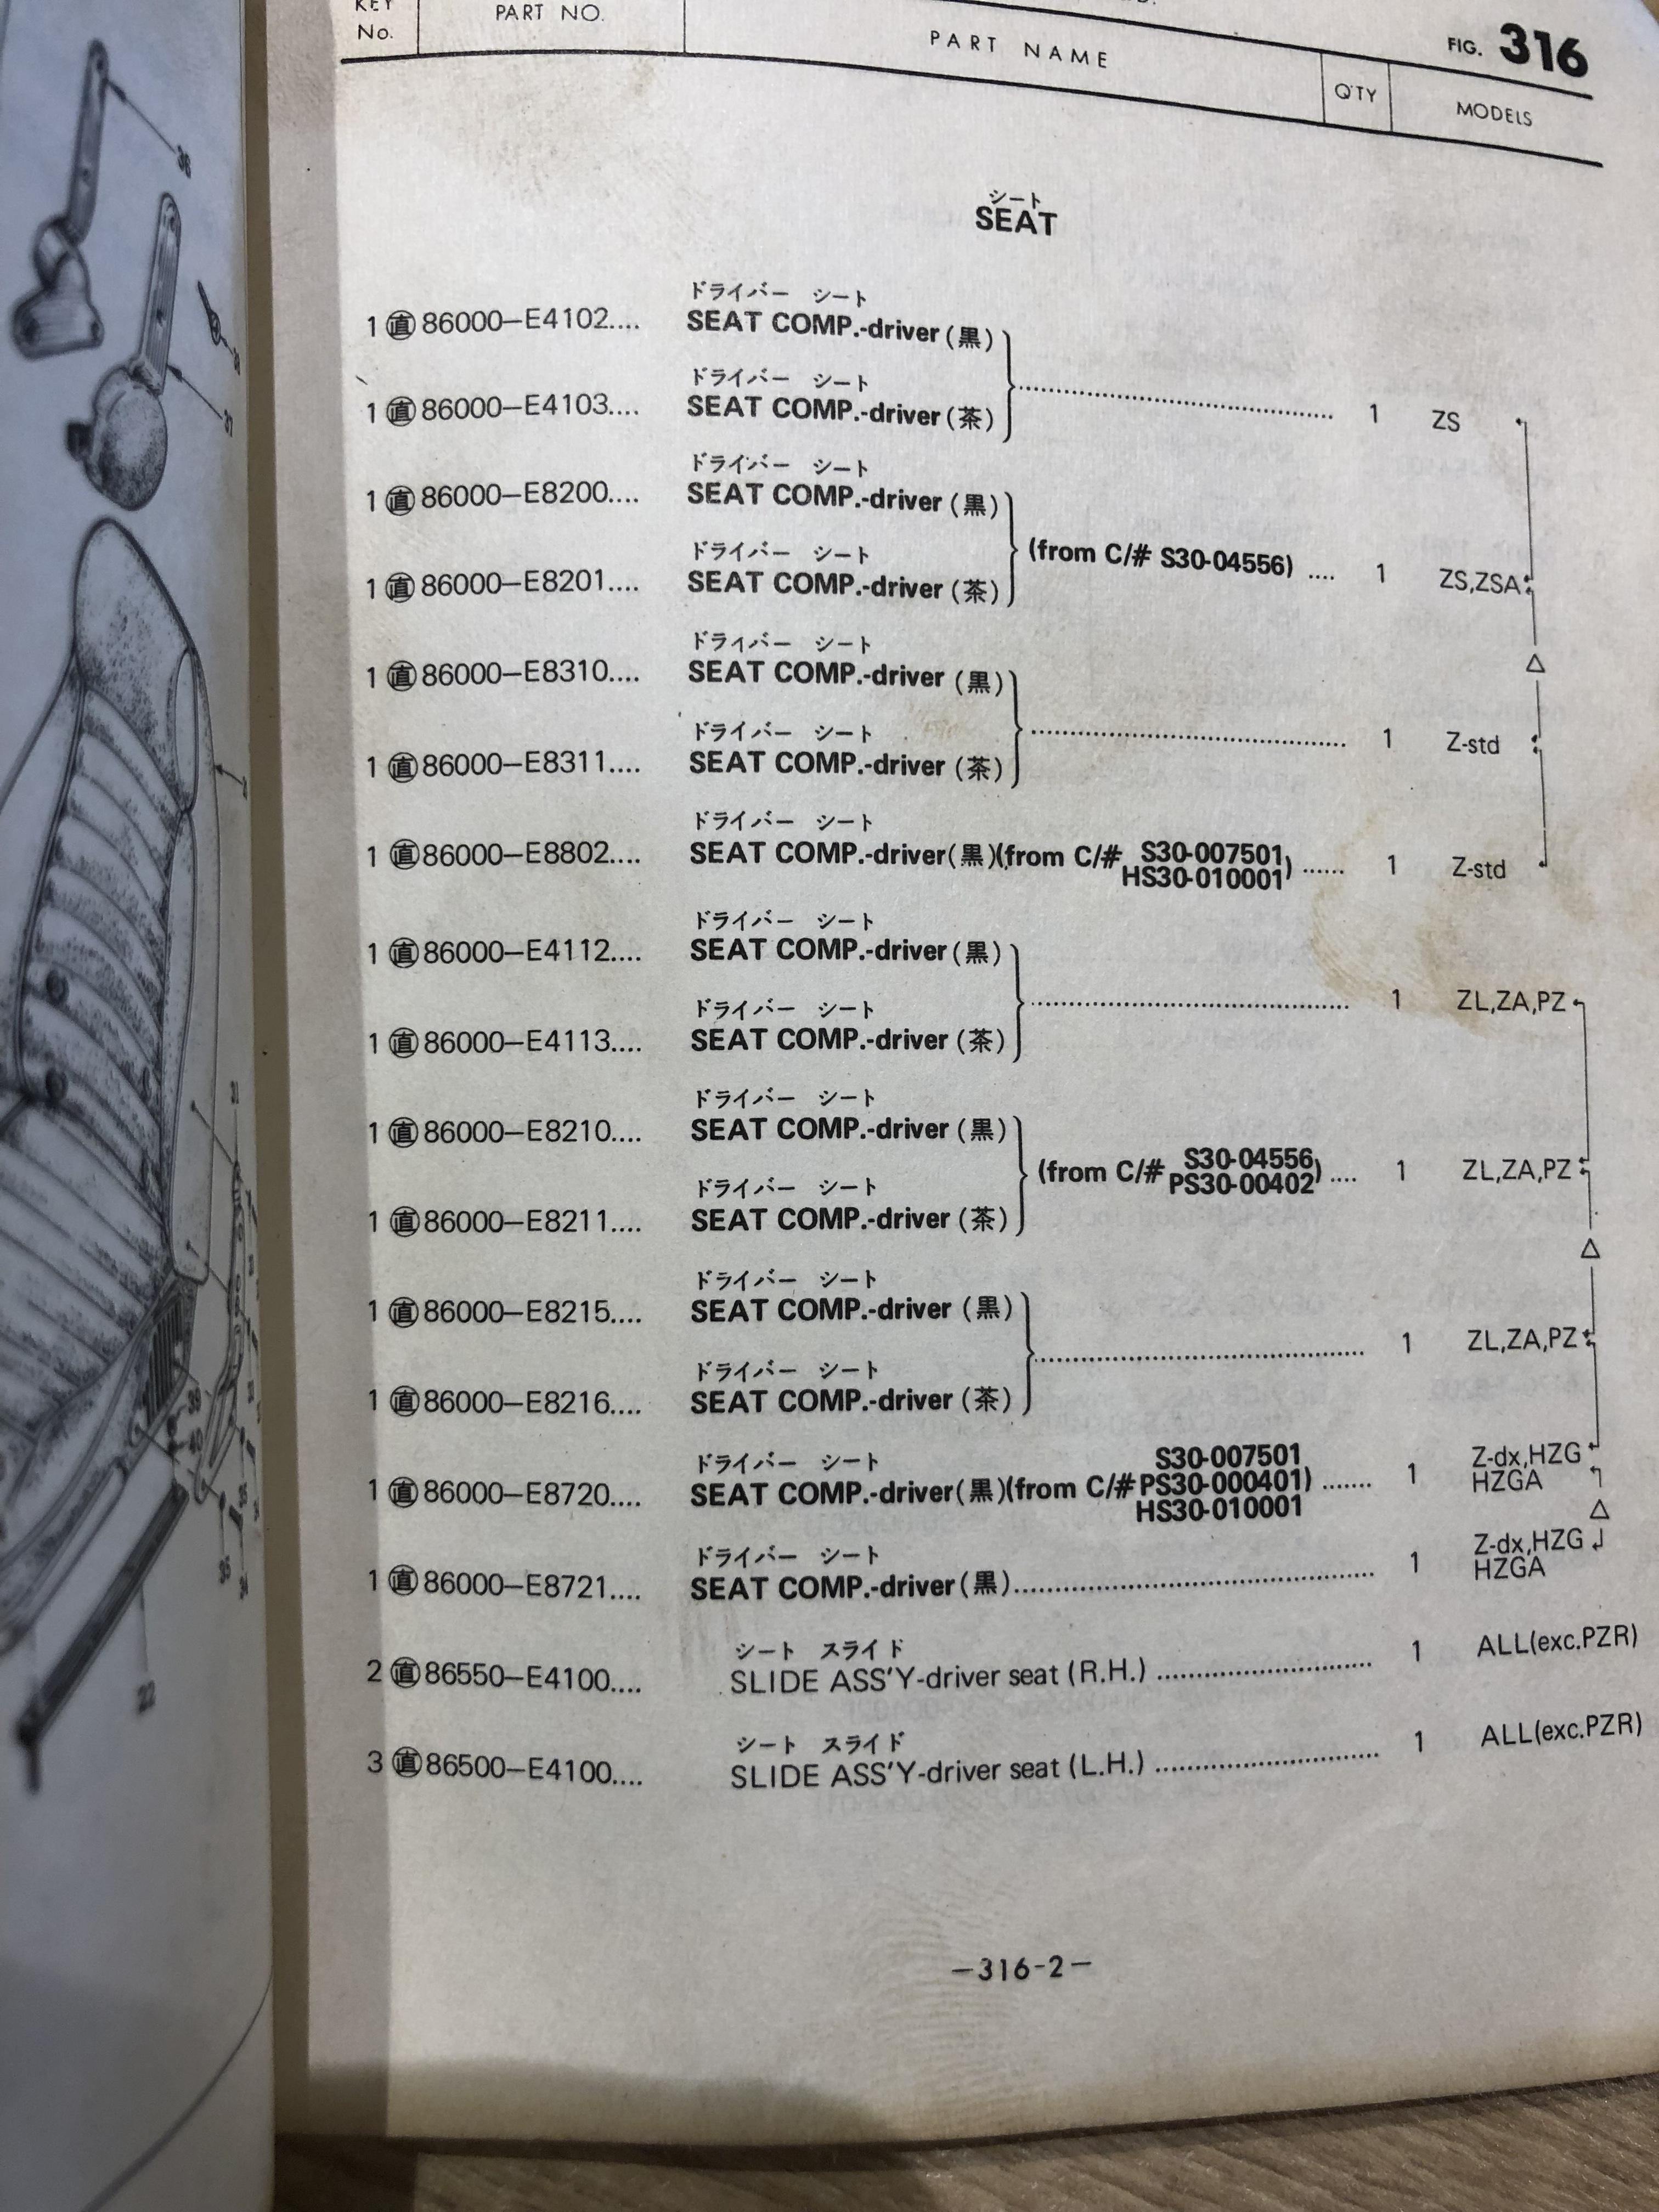 KEY
No.
PART NO.
PART NAME
FIG. 316
Q'TY
MODELS
シート
SEAT
ドライバー シート
1 ㊟直 86000-E4102.... SEAT COMP.-driver (黒)
ドライバー シート
1 直 86000-E4103.... SEAT COMP.-driver (茶) ........ 1 ZS
ドライバー シート
1 直 86000-E8200.... SEAT COMP.-driver (黒)
(from C/# S30-04556) .... 1 ZS,ZSA
ドライバー シート
1 直 86000-E8201.... SEAT COMP.-driver (茶)
△
ドライバー シート
1 直 86000-E8310.... SEAT COMP.-driver (黒)
........ 1 Z-std
ドライバー シート
1 直 86000-E8311.... SEAT COMP.-driver (茶)
ドライバー シート
1 直 86000-E8802.... SEAT COMP.-driver(黒)(from C/# S30-007501
HS30-010001) ...... 1 Z-std
ドライバー シート
1 直 86000-E4112.... SEAT COMP.-driver (黒)
........ 1 ZL,ZA,PZ
ドライバー シート
1 直 86000-E4113.... SEAT COMP.-driver (茶)
ドライバー シート
1 直 86000-E8210.... SEAT COMP.-driver (黒)
(from C/# S30-04556
PS30-00402) .... 1 ZL,ZA,PZ
ドライバー シート
1 直 86000-E8211.... SEAT COMP.-driver (茶)
△
ドライバー シート
1 直 86000-E8215.... SEAT COMP.-driver (黒)
........ 1 ZL,ZA,PZ
ドライバー シート
1 直 86000-E8216.... SEAT COMP.-driver (茶)
ドライバー シート
S30-007501
1 直 86000-E8720.... SEAT COMP.-driver(黒)(from C/# PS30-000401) ....... 1 Z-dx,HZG
HS30-010001
HZGA
△
ドライバー シート
1 直 86000-E8721.... SEAT COMP.-driver(黒)........ 1 Z-dx,HZG
HZGA
シート スライド
2 直 86550-E4100.... SLIDE ASS'Y-driver seat (R.H.) ........ 1 ALL(exc.PZR)
シート スライド
3 直 86500-E4100.... SLIDE ASS'Y-driver seat (L.H.) ........ 1 ALL(exc.PZR)
-316-2-
36
37
39
40
22